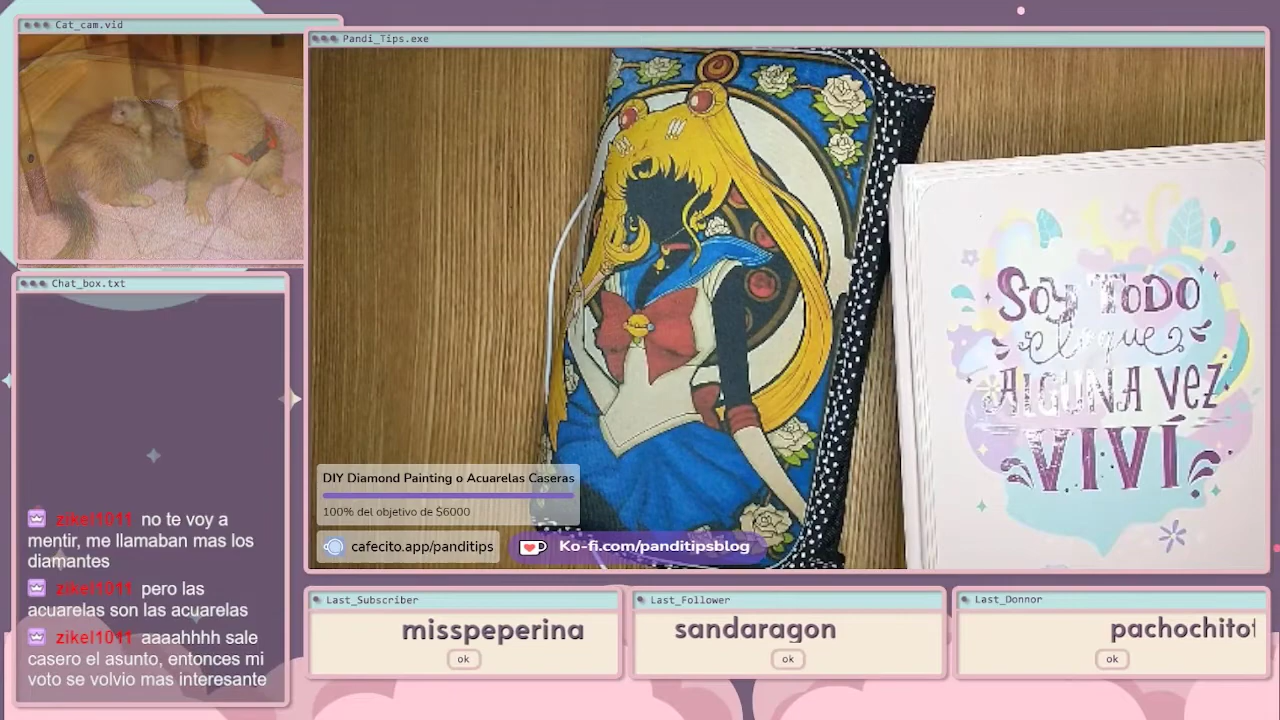 Cat_cam.vid
Pandi_Tips.exe
SOY TODO
lo que
ALGUNA VEZ
VIVÍ
Chat_box.txt
zikel1011 no te voy a
mentir, me llamaban mas los
diamantes
zikel1011 pero las
acuarelas son las acuarelas
zikel1011 aaaahhhh sale
casero el asunto, entonces mi
voto se volvio mas interesante
DIY Diamond Painting o Acuarelas Caseras
100% del objetivo de $6000
cafecito.app/panditips
Ko-fi.com/panditipsblog
Last_Subscriber
misspeperina
ok
Last_Follower
sandaragon
ok
Last_Donnor
pachochito
ok